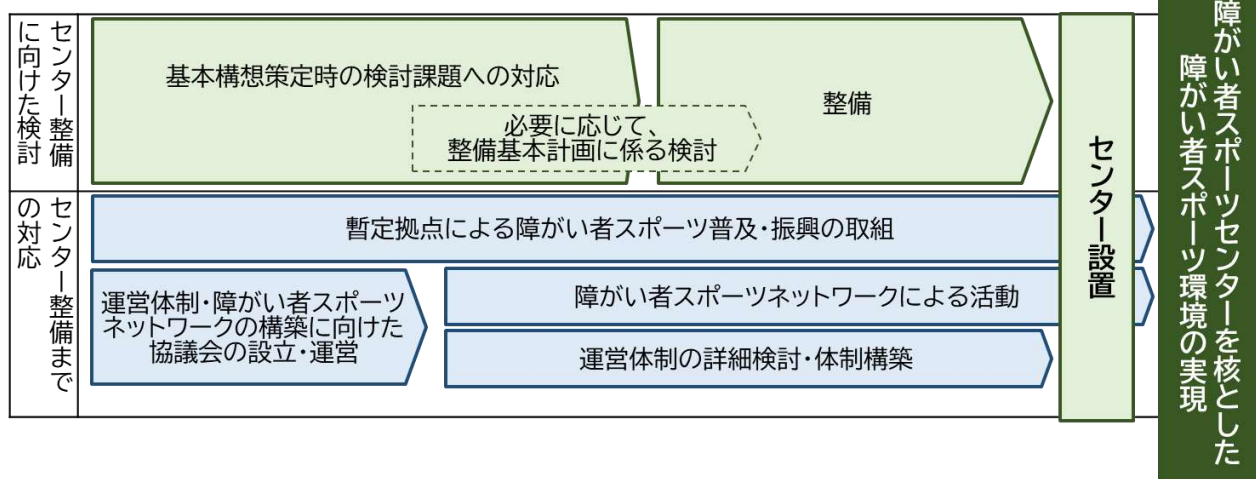 センター整備
に向けた検討
基本構想策定時の検討課題への対応
必要に応じて、
整備基本計画に係る検討
整備
センター整備まで
の対応
暫定拠点による障がい者スポーツ普及・振興の取組
運営体制・障がい者スポーツ
ネットワークの構築に向けた
協議会の設立・運営
障がい者スポーツネットワークによる活動
運営体制の詳細検討・体制構築
センター設置
障がい者スポーツセンターを核とした
障がい者スポーツ環境の実現